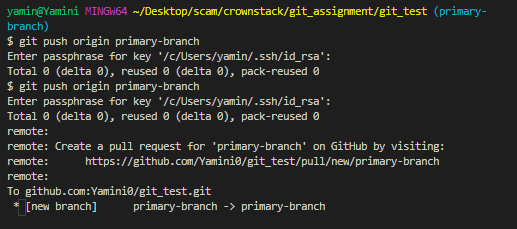 yamin@Yamini MINGW64 ~/Desktop/scam/crownstack/git_assignment/git_test (primary-
branch)
$ git push origin primary-branch
Enter passphrase for key '/c/Users/yamin/.ssh/id_rsa':
Total 0 (delta 0), reused 0 (delta 0), pack-reused 0
$ git push origin primary-branch
Enter passphrase for key '/c/Users/yamin/.ssh/id_rsa':
Total 0 (delta 0), reused 0 (delta 0), pack-reused 0
remote:
remote: Create a pull request for 'primary-branch' on GitHub by visiting:
remote:      https://github.com/Yamini0/git_test/pull/new/primary-branch
remote:
To github.com:Yamini0/git_test.git
 * [new branch]      primary-branch -> primary-branch